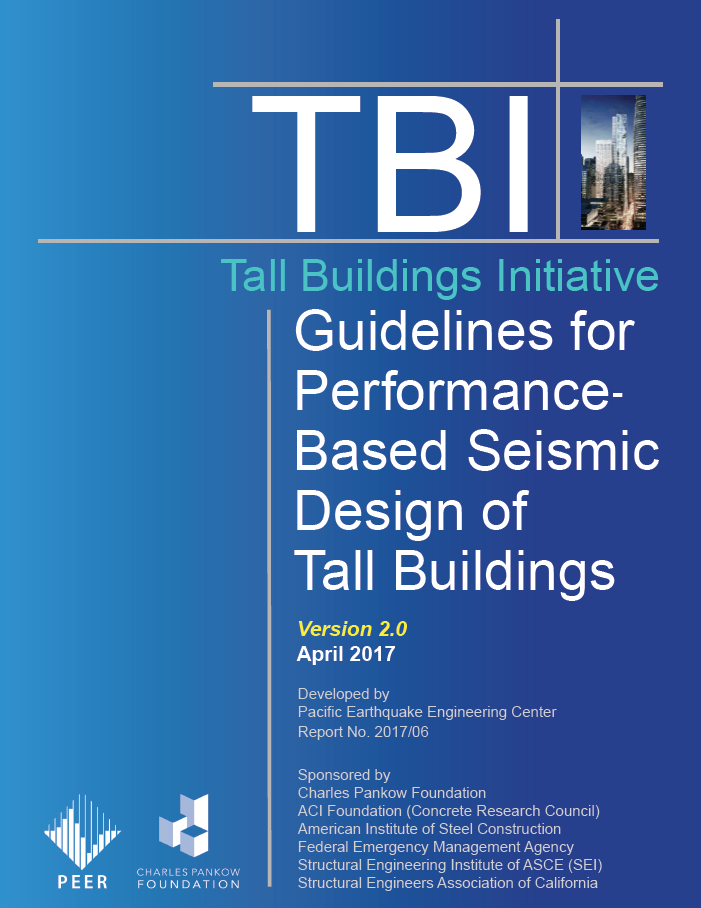 TBI
Tall Buildings Initiative
Guidelines for
Performance-
Based Seismic
Design of
Tall Buildings
Version 2.0
April 2017
Developed by
Pacific Earthquake Engineering Center
Report No. 2017/06
Sponsored by
Charles Pankow Foundation
ACI Foundation (Concrete Research Council)
American Institute of Steel Construction
Federal Emergency Management Agency
Structural Engineering Institute of ASCE (SEI)
Structural Engineers Association of California
PEER
CHARLES PANKOW
FOUNDATION